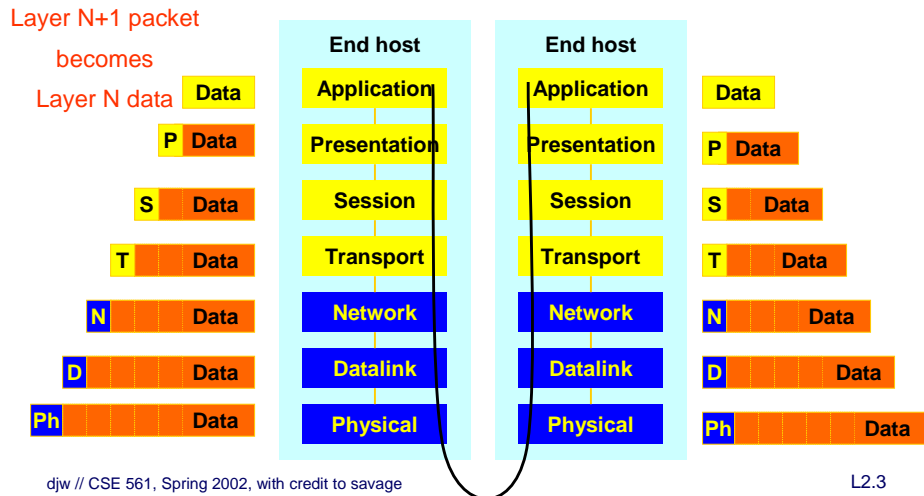 Layer N+1 packet
becomes
Layer N data
End host
End host
Data
Application
Application
Data
P Data
Presentation
Presentation
P Data
S Data
Session
Session
S Data
T Data
Transport
Transport
T Data
N Data
Network
Network
N Data
D Data
Datalink
Datalink
D Data
Ph Data
Physical
Physical
Ph Data
djw // CSE 561, Spring 2002, with credit to savage
L2.3